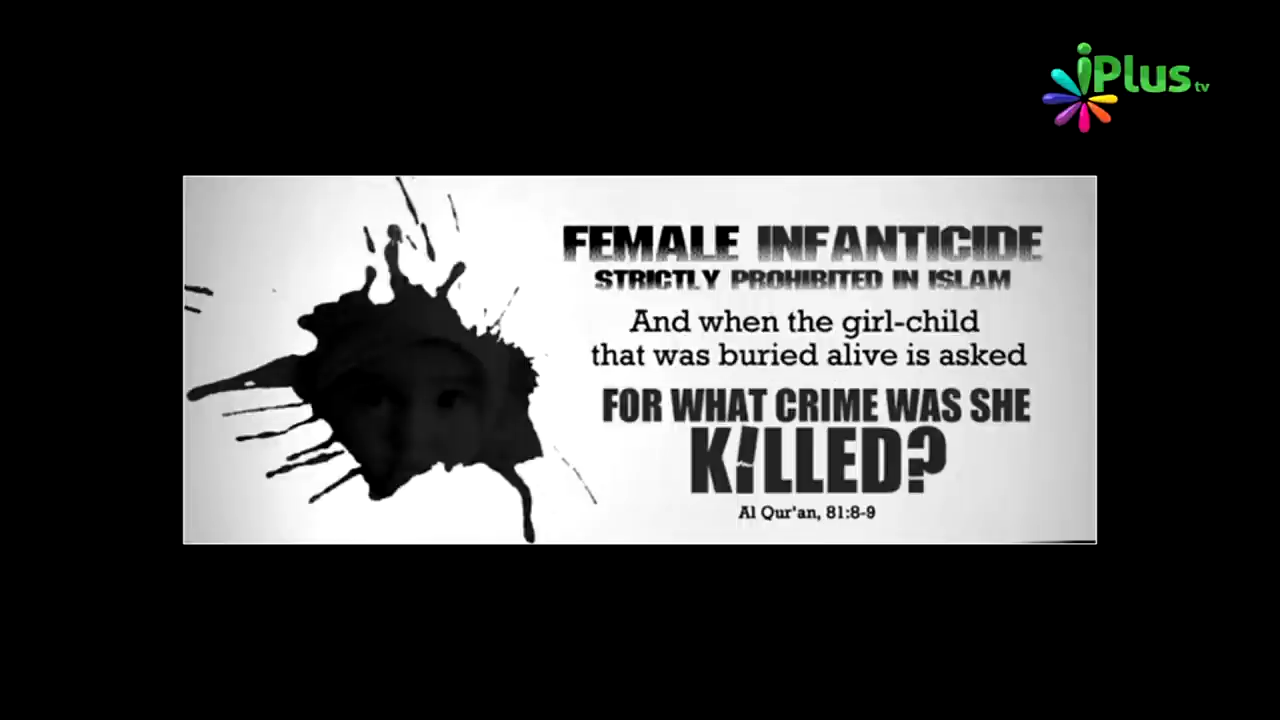 iPlus tv
FEMALE INFANTICIDE
STRICTLY PROHIBITED IN ISLAM
And when the girl-child
that was buried alive is asked
FOR WHAT CRIME WAS SHE
KILLED?
Al Qur'an, 81:8-9